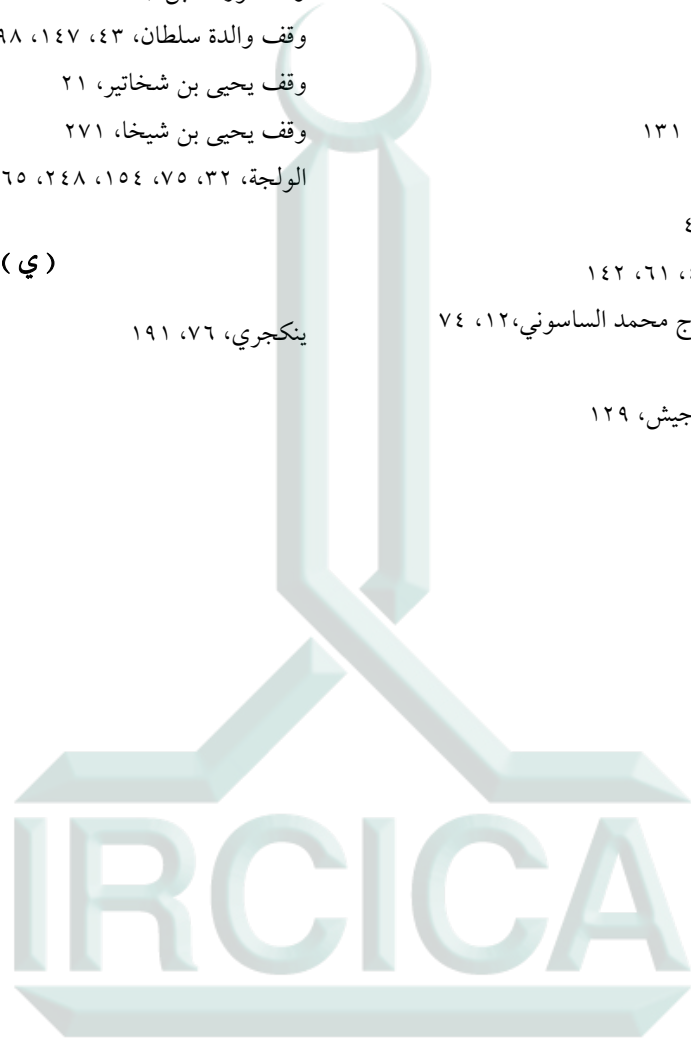 ١٣١
٦١، ١٤٢
محمد الساسوني،١٢، ٧٤
جيش، ١٢٩
وقف والدة سلطان، ٤٣، ١٤٧،
وقف يحيى بن شخاتير، ٢١
وقف يحيى بن شيخا، ٢٧١
الولجة، ٣٢، ٧٥، ١٥٤، ٢٤٨،
( ي )
ينكجري، ٧٦، ١٩١
IRCICA